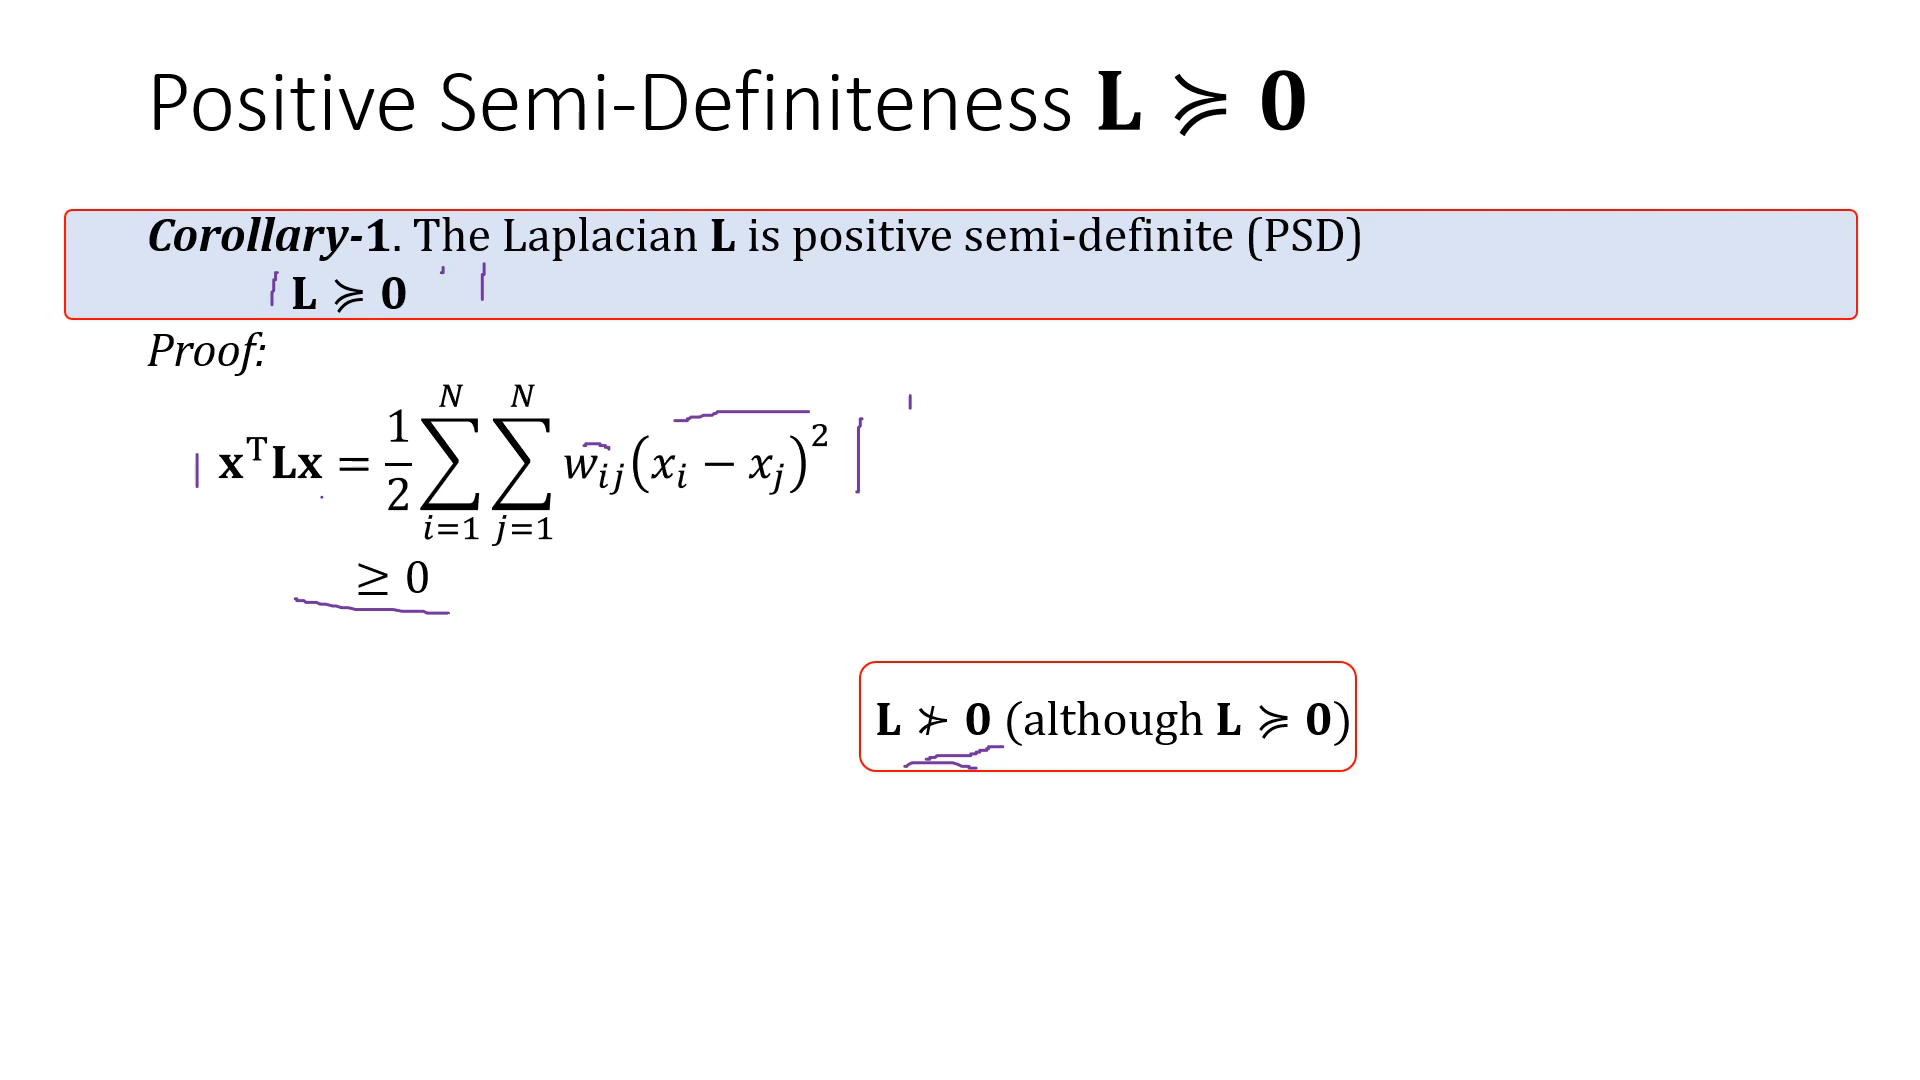 Positive Semi-Definiteness L ≽ 0
Corollary-1. The Laplacian L is positive semi-definite (PSD)
L ≽ 0
Proof:
xᵀLx = 1/2 ∑_{i=1}^{N} ∑_{j=1}^{N} w_{ij}(x_i − x_j)²
≥ 0
L ⊁ 0 (although L ≽ 0)